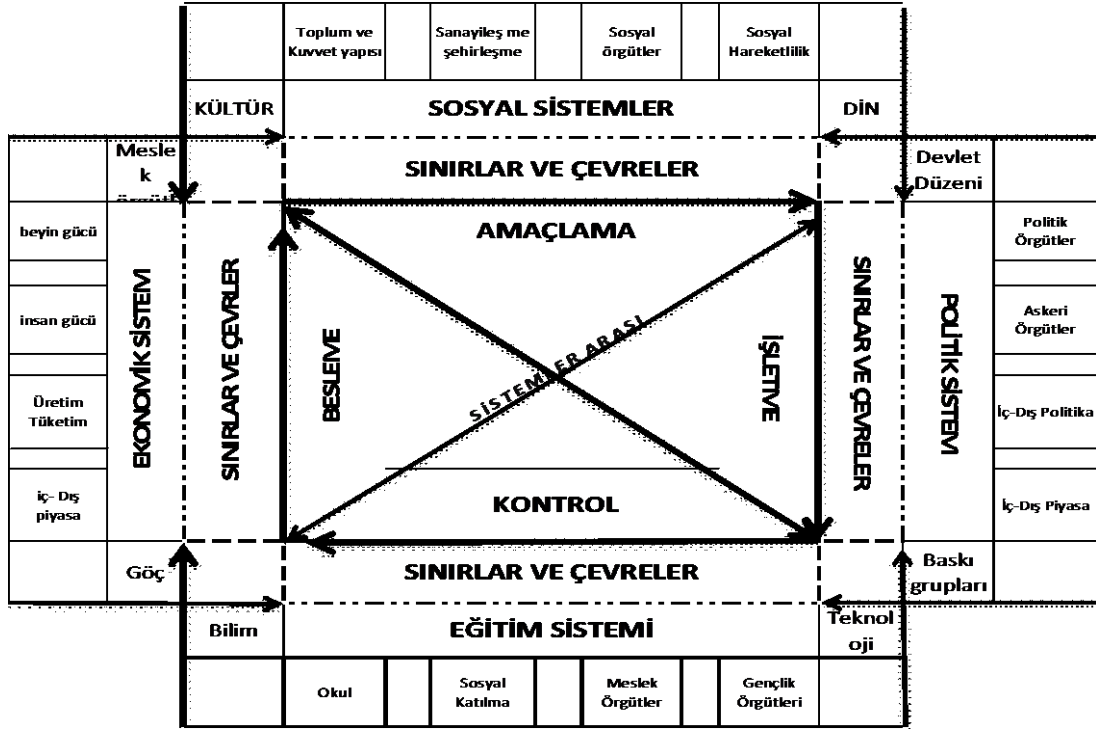 Toplum ve
Kuvvet yapısı
Sanayileş me
şehirleşme
Sosyal
örgütler
Sosyal
Hareketlilik
KÜLTÜR
SOSYAL SİSTEMLER
DİN
Mesle
k
SINIRLAR VE ÇEVRELER
Devlet
Düzeni
AMAÇLAMA
beyin gücü
insan gücü
Üretim
Tüketim
iç- Dış
piyasa
EKONOMİK SİSTEM
SINIRLAR VE ÇEVRLER
BESLEME
SİSTEMLER ARASI
İŞLETME
SINIRLAR VE ÇEVRELER
POLİTİK SİSTEM
Politik
Örgütler
Askeri
Örgütler
İç-Dış Politika
İç-Dış Piyasa
KONTROL
Göç
SINIRLAR VE ÇEVRELER
Baskı
grupları
Bilim
EĞİTİM SİSTEMİ
Teknol
oji
Okul
Sosyal
Katılma
Meslek
Örgütler
Gençlik
Örgütleri